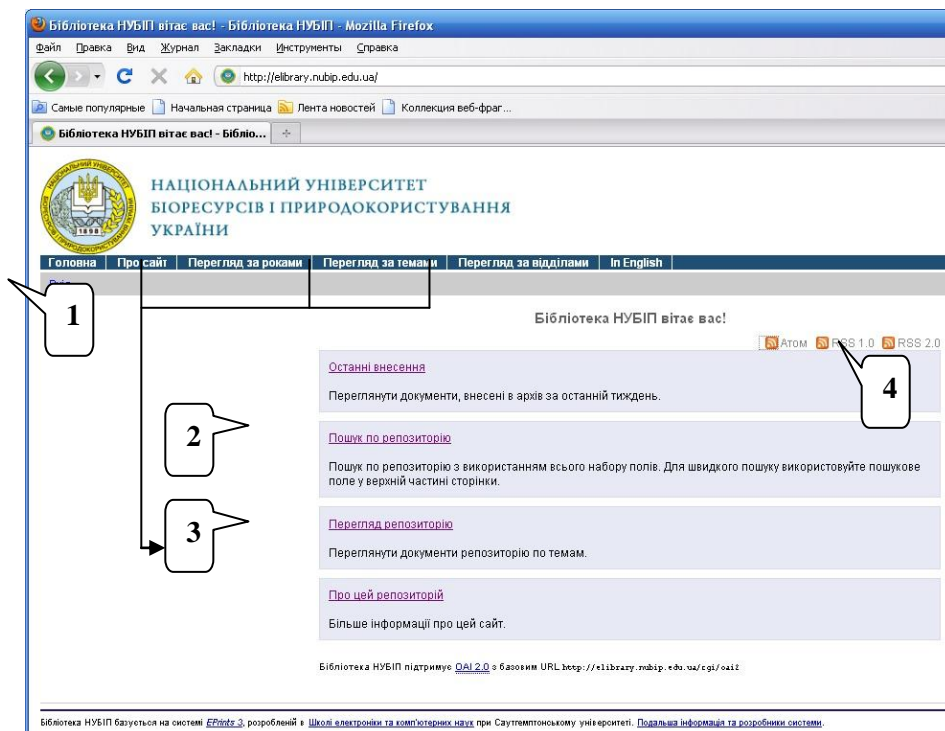 Бібліотека НУБІП вітає вас! - Бібліотека НУБІП - Mozilla Firefox
Файл Правка Вид Журнал Закладки Инструменты Справка
http://elibrary.nubip.edu.ua/
Самые популярные Начальная страница Лента новостей Коллекция веб-фраг...
Бібліотека НУБІП вітає вас! - Бібліо...
НАЦІОНАЛЬНИЙ УНІВЕРСИТЕТ
БІОРЕСУРСІВ І ПРИРОДОКОРИСТУВАННЯ
УКРАЇНИ
1898
Головна Про сайт Перегляд за роками Перегляд за темами Перегляд за відділами In English
1
Бібліотека НУБІП вітає вас!
Атом RSS 1.0 RSS 2.0
4
Останні внесення
Переглянути документи, внесені в архів за останній тиждень.
2
Пошук по репозиторію
Пошук по репозиторію з використанням всього набору полів. Для швидкого пошуку використовуйте пошукове
поле у верхній частині сторінки.
3
Перегляд репозиторію
Переглянути документи репозиторію по темам.
Про цей репозиторій
Більше інформації про цей сайт.
Бібліотека НУБІП підтримує OAI 2.0 з базовим URL http://elibrary.nubip.edu.ua/cgi/oai2
Бібліотека НУБІП базується на системі EPrints 3, розробленій в Школі електроніки та комп'ютерних наук при Саутгемптонському університеті. Подальша інформація та розробники системи.